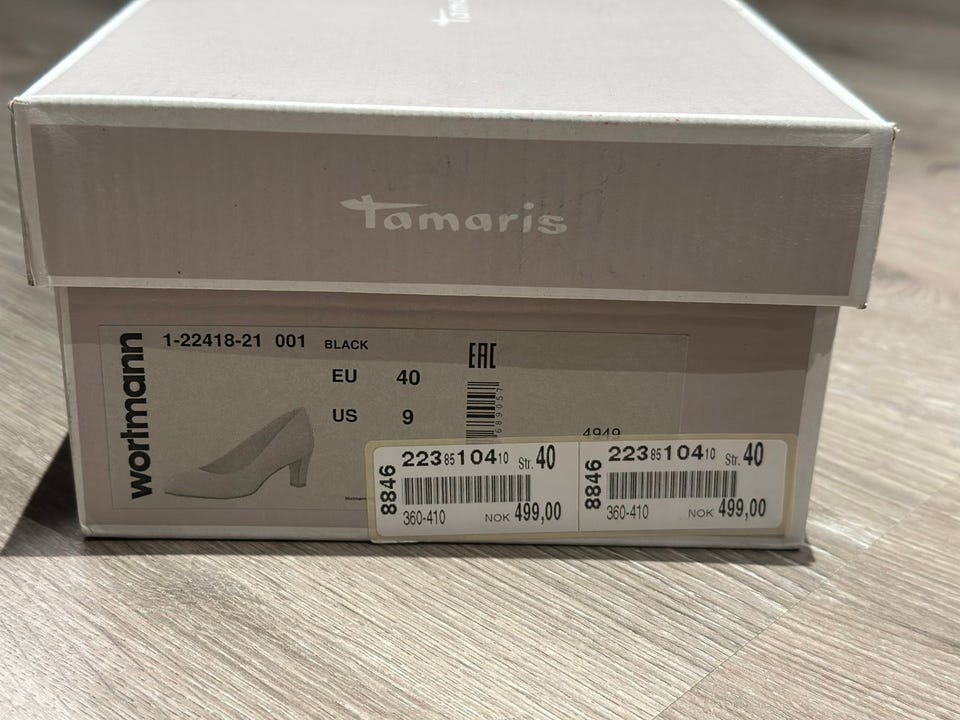 Tamaris
wortmann
1-22418-21 001 BLACK
EAC
EU 40
US 9
689057
4949
8846
223 85 104 10 Str. 40
360-410 NOK 499,00
8846
223 85 104 10 Str. 40
360-410 NOK 499,00